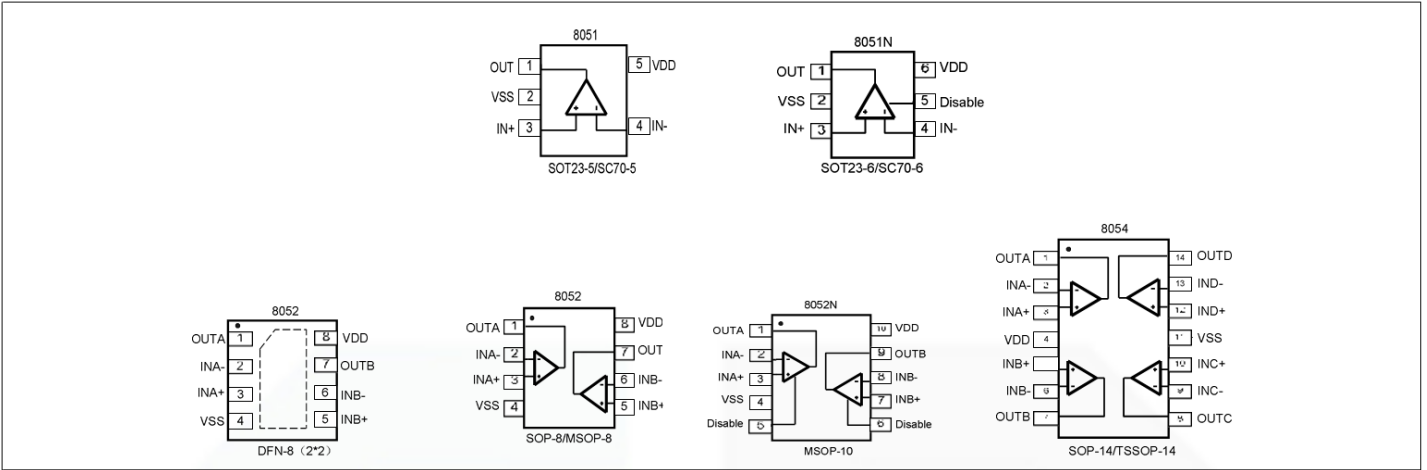 8051
OUT 1
5 VDD
VSS 2
IN+ 3
4 IN-
SOT23-5/SC70-5
8051N
OUT 1
6 VDD
VSS 2
5 Disable
IN+ 3
4 IN-
SOT23-6/SC70-6
8052
OUTA 1
8 VDD
INA- 2
7 OUTB
INA+ 3
6 INB-
VSS 4
5 INB+
DFN-8（2*2）
8052
OUTA 1
8 VDD
INA- 2
7 OUT
INA+ 3
6 INB-
VSS 4
5 INB+
SOP-8/MSOP-8
8052N
OUTA 1
10 VDD
INA- 2
9 OUTB
INA+ 3
8 INB-
VSS 4
7 INB+
Disable 5
6 Disable
MSOP-10
8054
OUTA 1
14 OUTD
INA- 2
13 IND-
INA+ 3
12 IND+
VDD 4
11 VSS
INB+
10 INC+
INB- 6
9 INC-
OUTB 7
8 OUTC
SOP-14/TSSOP-14